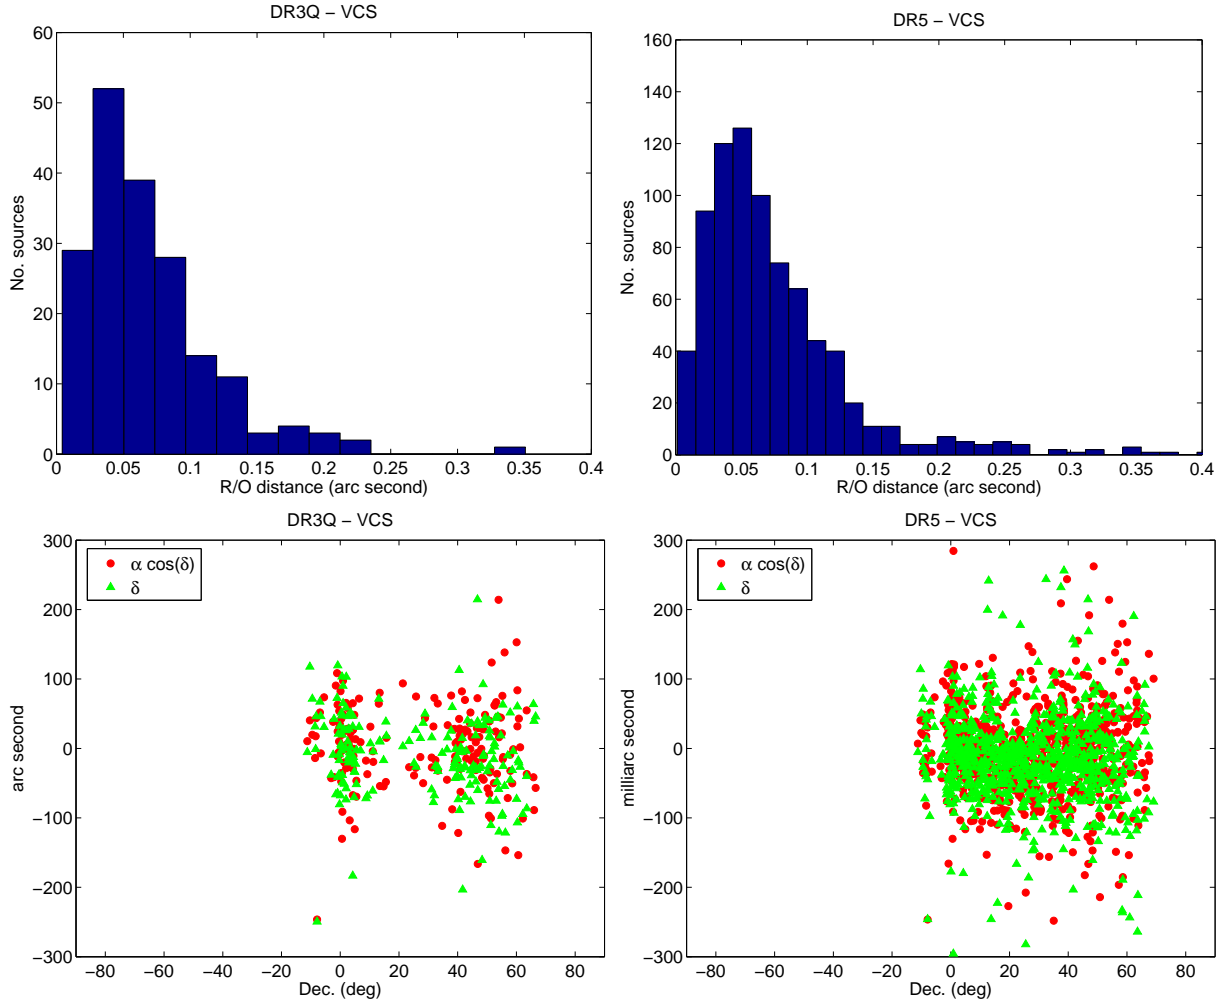 DR3Q − VCS
60
50
40
30
20
10
0
No. sources
0 0.05 0.1 0.15 0.2 0.25 0.3 0.35 0.4
R/O distance (arc second)
DR5 − VCS
160
140
120
100
80
60
40
20
0
No. sources
0 0.05 0.1 0.15 0.2 0.25 0.3 0.35 0.4
R/O distance (arc second)
DR3Q − VCS
300
200
100
0
−100
−200
−300
arc second
α cos(δ)
δ
−80 −60 −40 −20 0 20 40 60 80
Dec. (deg)
DR5 − VCS
300
200
100
0
−100
−200
−300
milliarc second
α cos(δ)
δ
−80 −60 −40 −20 0 20 40 60 80
Dec. (deg)